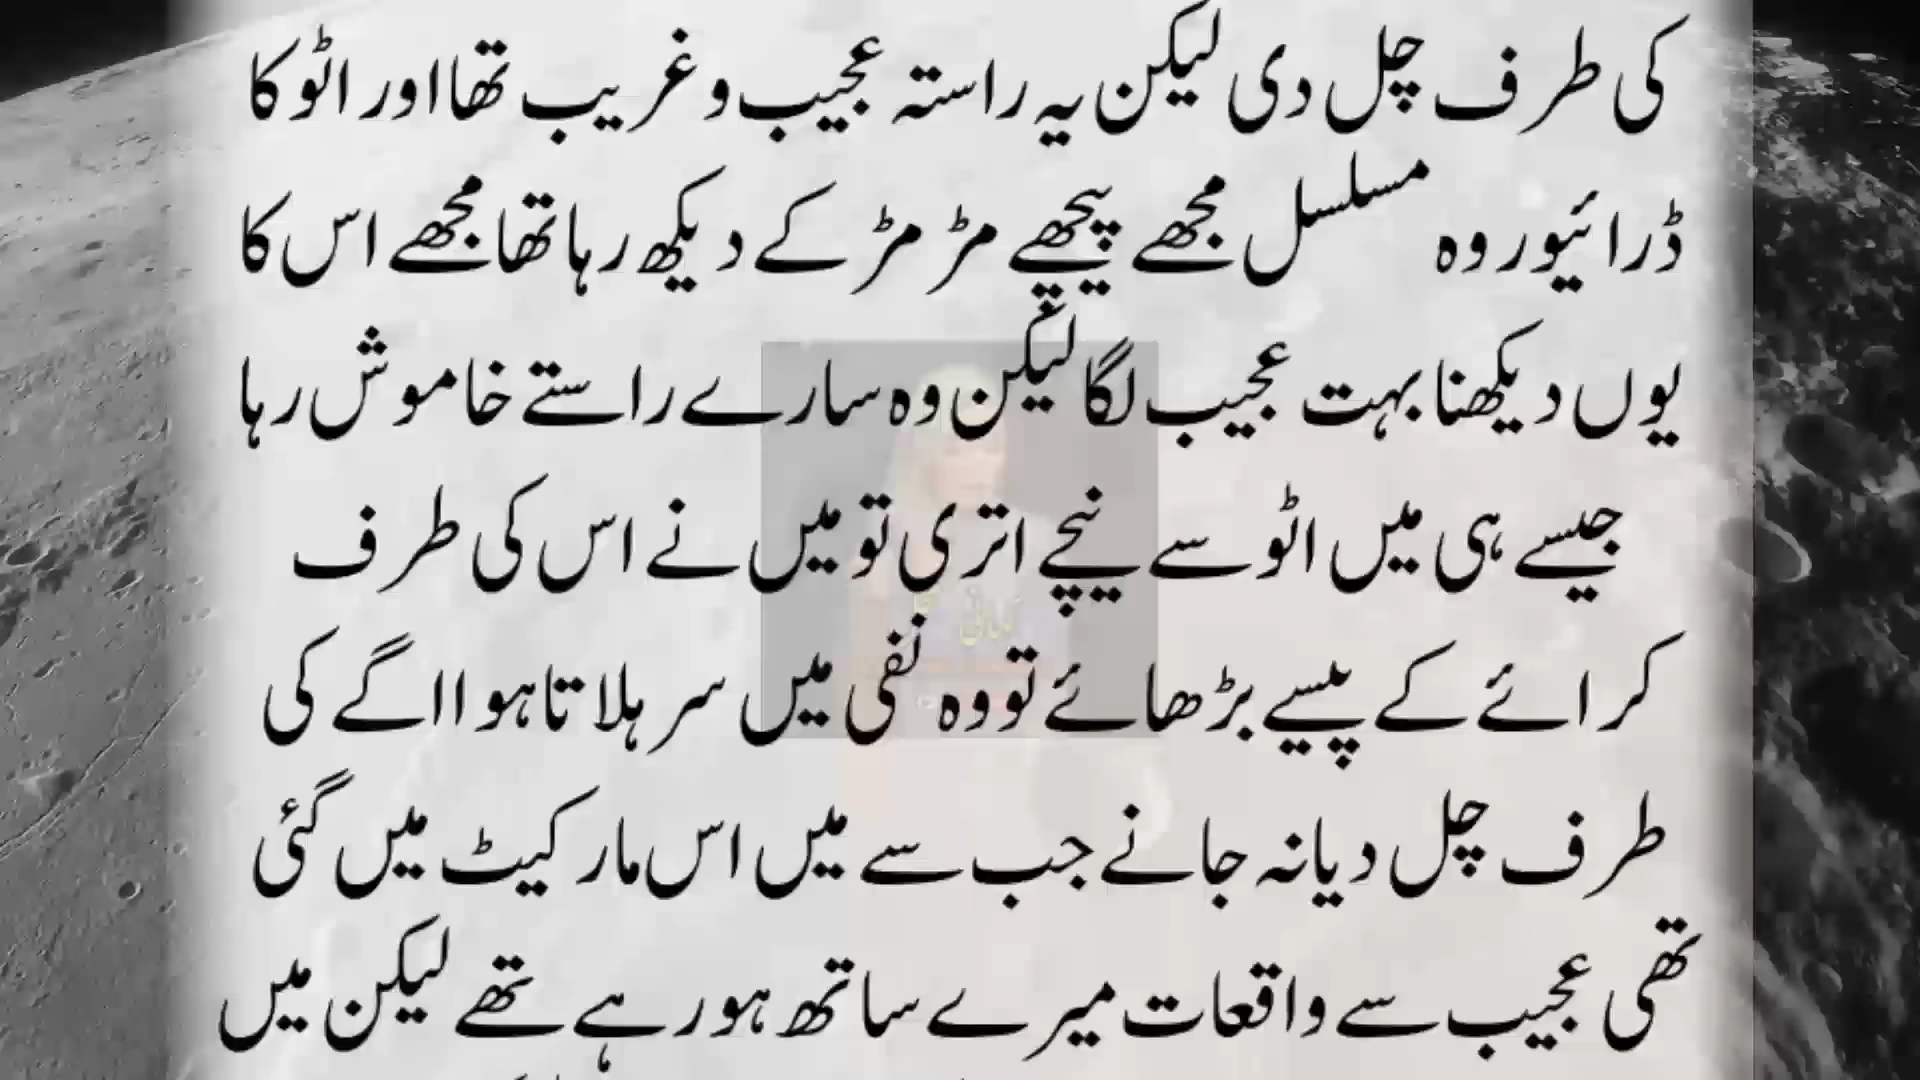 کی طرف چل دی لیکن یہ راستہ عجیب و غریب تھا اور اٹو کا
ڈرائیور وہ مسلسل مجھے پیچھے مڑ مڑ کے دیکھ رہا تھا مجھے اس کا
یوں دیکھنا بہت عجیب لگا لیکن وہ سارے راستے خاموش رہا
جیسے ہی میں اٹو سے نیچے اتری تو میں نے اس کی طرف
کرائے کے پیسے بڑھائے تو وہ نفی میں سر ہلاتا ہوا اگے کی
طرف چل دیا نہ جانے جب سے میں اس مارکیٹ میں گئی
تھی عجیب سے واقعات میرے ساتھ ہو رہے تھے لیکن میں